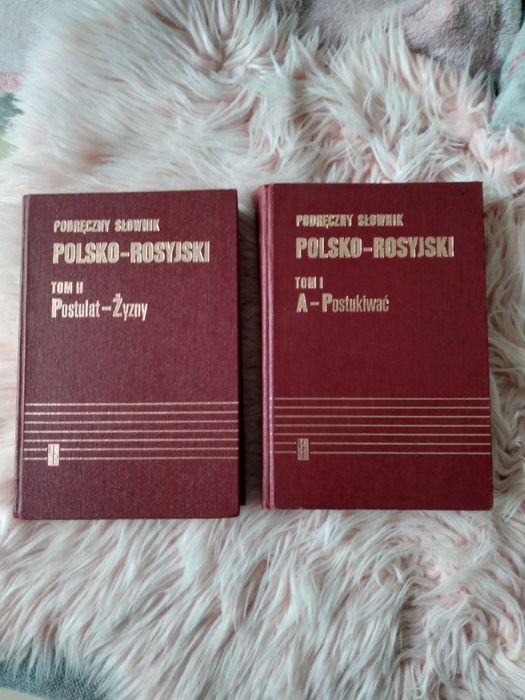 PODRĘCZNY SŁOWNIK
POLSKO-ROSYJSKI
TOM II
Postulat-Żyzny
PODRĘCZNY SŁOWNIK
POLSKO-ROSYJSKI
TOM I
A-Postukiwać